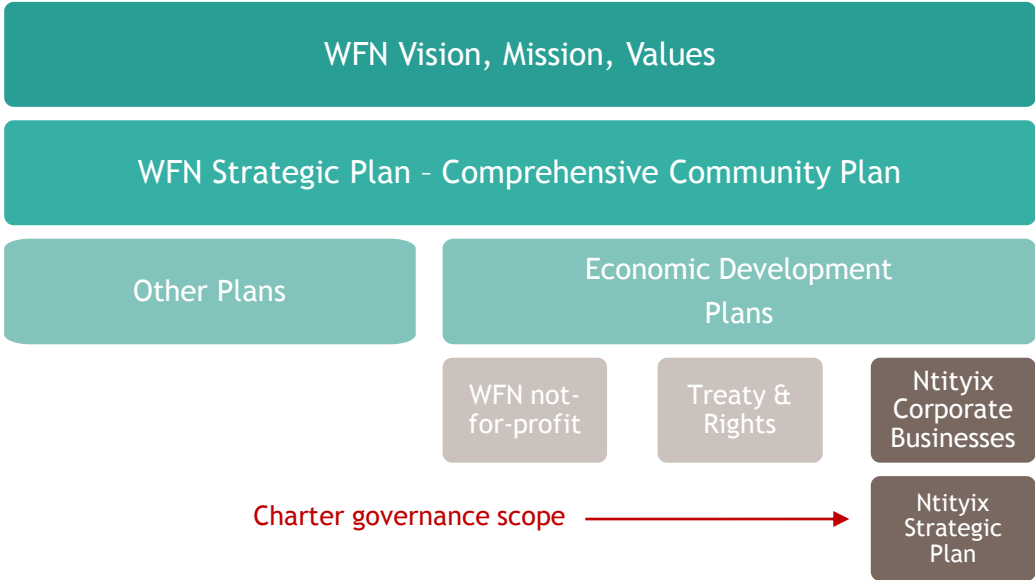 WFN Vision, Mission, Values
WFN Strategic Plan – Comprehensive Community Plan
Other Plans
Economic Development
Plans
WFN not-
for-profit
Treaty &
Rights
Ntityix
Corporate
Businesses
Charter governance scope
Ntityix
Strategic
Plan